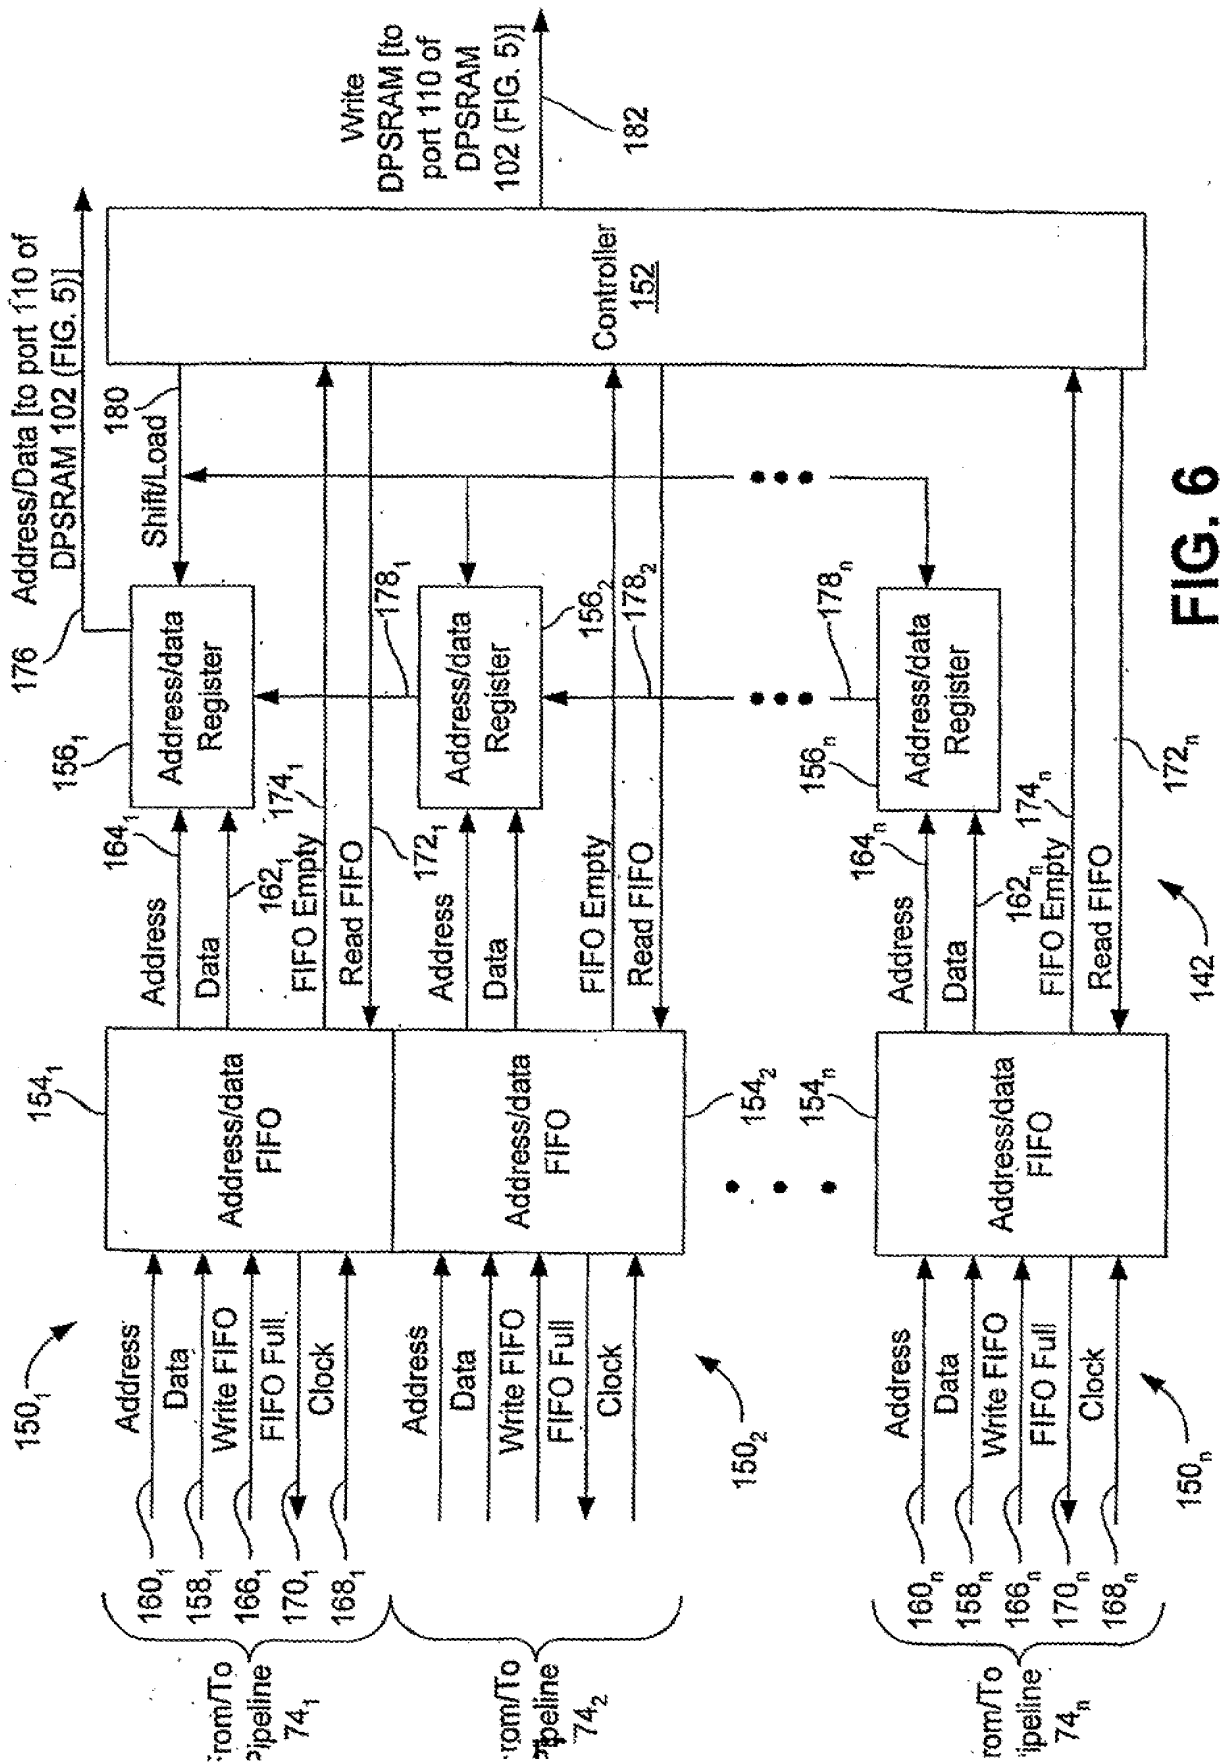 Address/Data [to port 110 of
DPSRAM 102 (FIG. 5)]
176
Write
DPSRAM [to
port 110 of
DPSRAM
102 (FIG. 5)]
182
150₁
154₁
156₁
164₁
Shift/Load
180
160₁
158₁
166₁
170₁
168₁
Address
Data
Write FIFO
FIFO Full
Clock
Address/data
FIFO
Address
Data
162₁
FIFO Empty
174₁
Read FIFO
172₁
Address/data
Register
178₁
Controller
152
74₁
Address
Data
Write FIFO
FIFO Full
Clock
150₂
Address/data
FIFO
154₂
Address
Data
FIFO Empty
Read FIFO
Address/data
Register
156₂
178₂
74₂
160ₙ
158ₙ
166ₙ
170ₙ
168ₙ
Address
Data
Write FIFO
FIFO Full
Clock
150ₙ
154ₙ
Address/data
FIFO
Address
164ₙ
Data
162ₙ
FIFO Empty
174ₙ
Read FIFO
172ₙ
156ₙ
Address/data
Register
178ₙ
74ₙ
142
FIG. 6